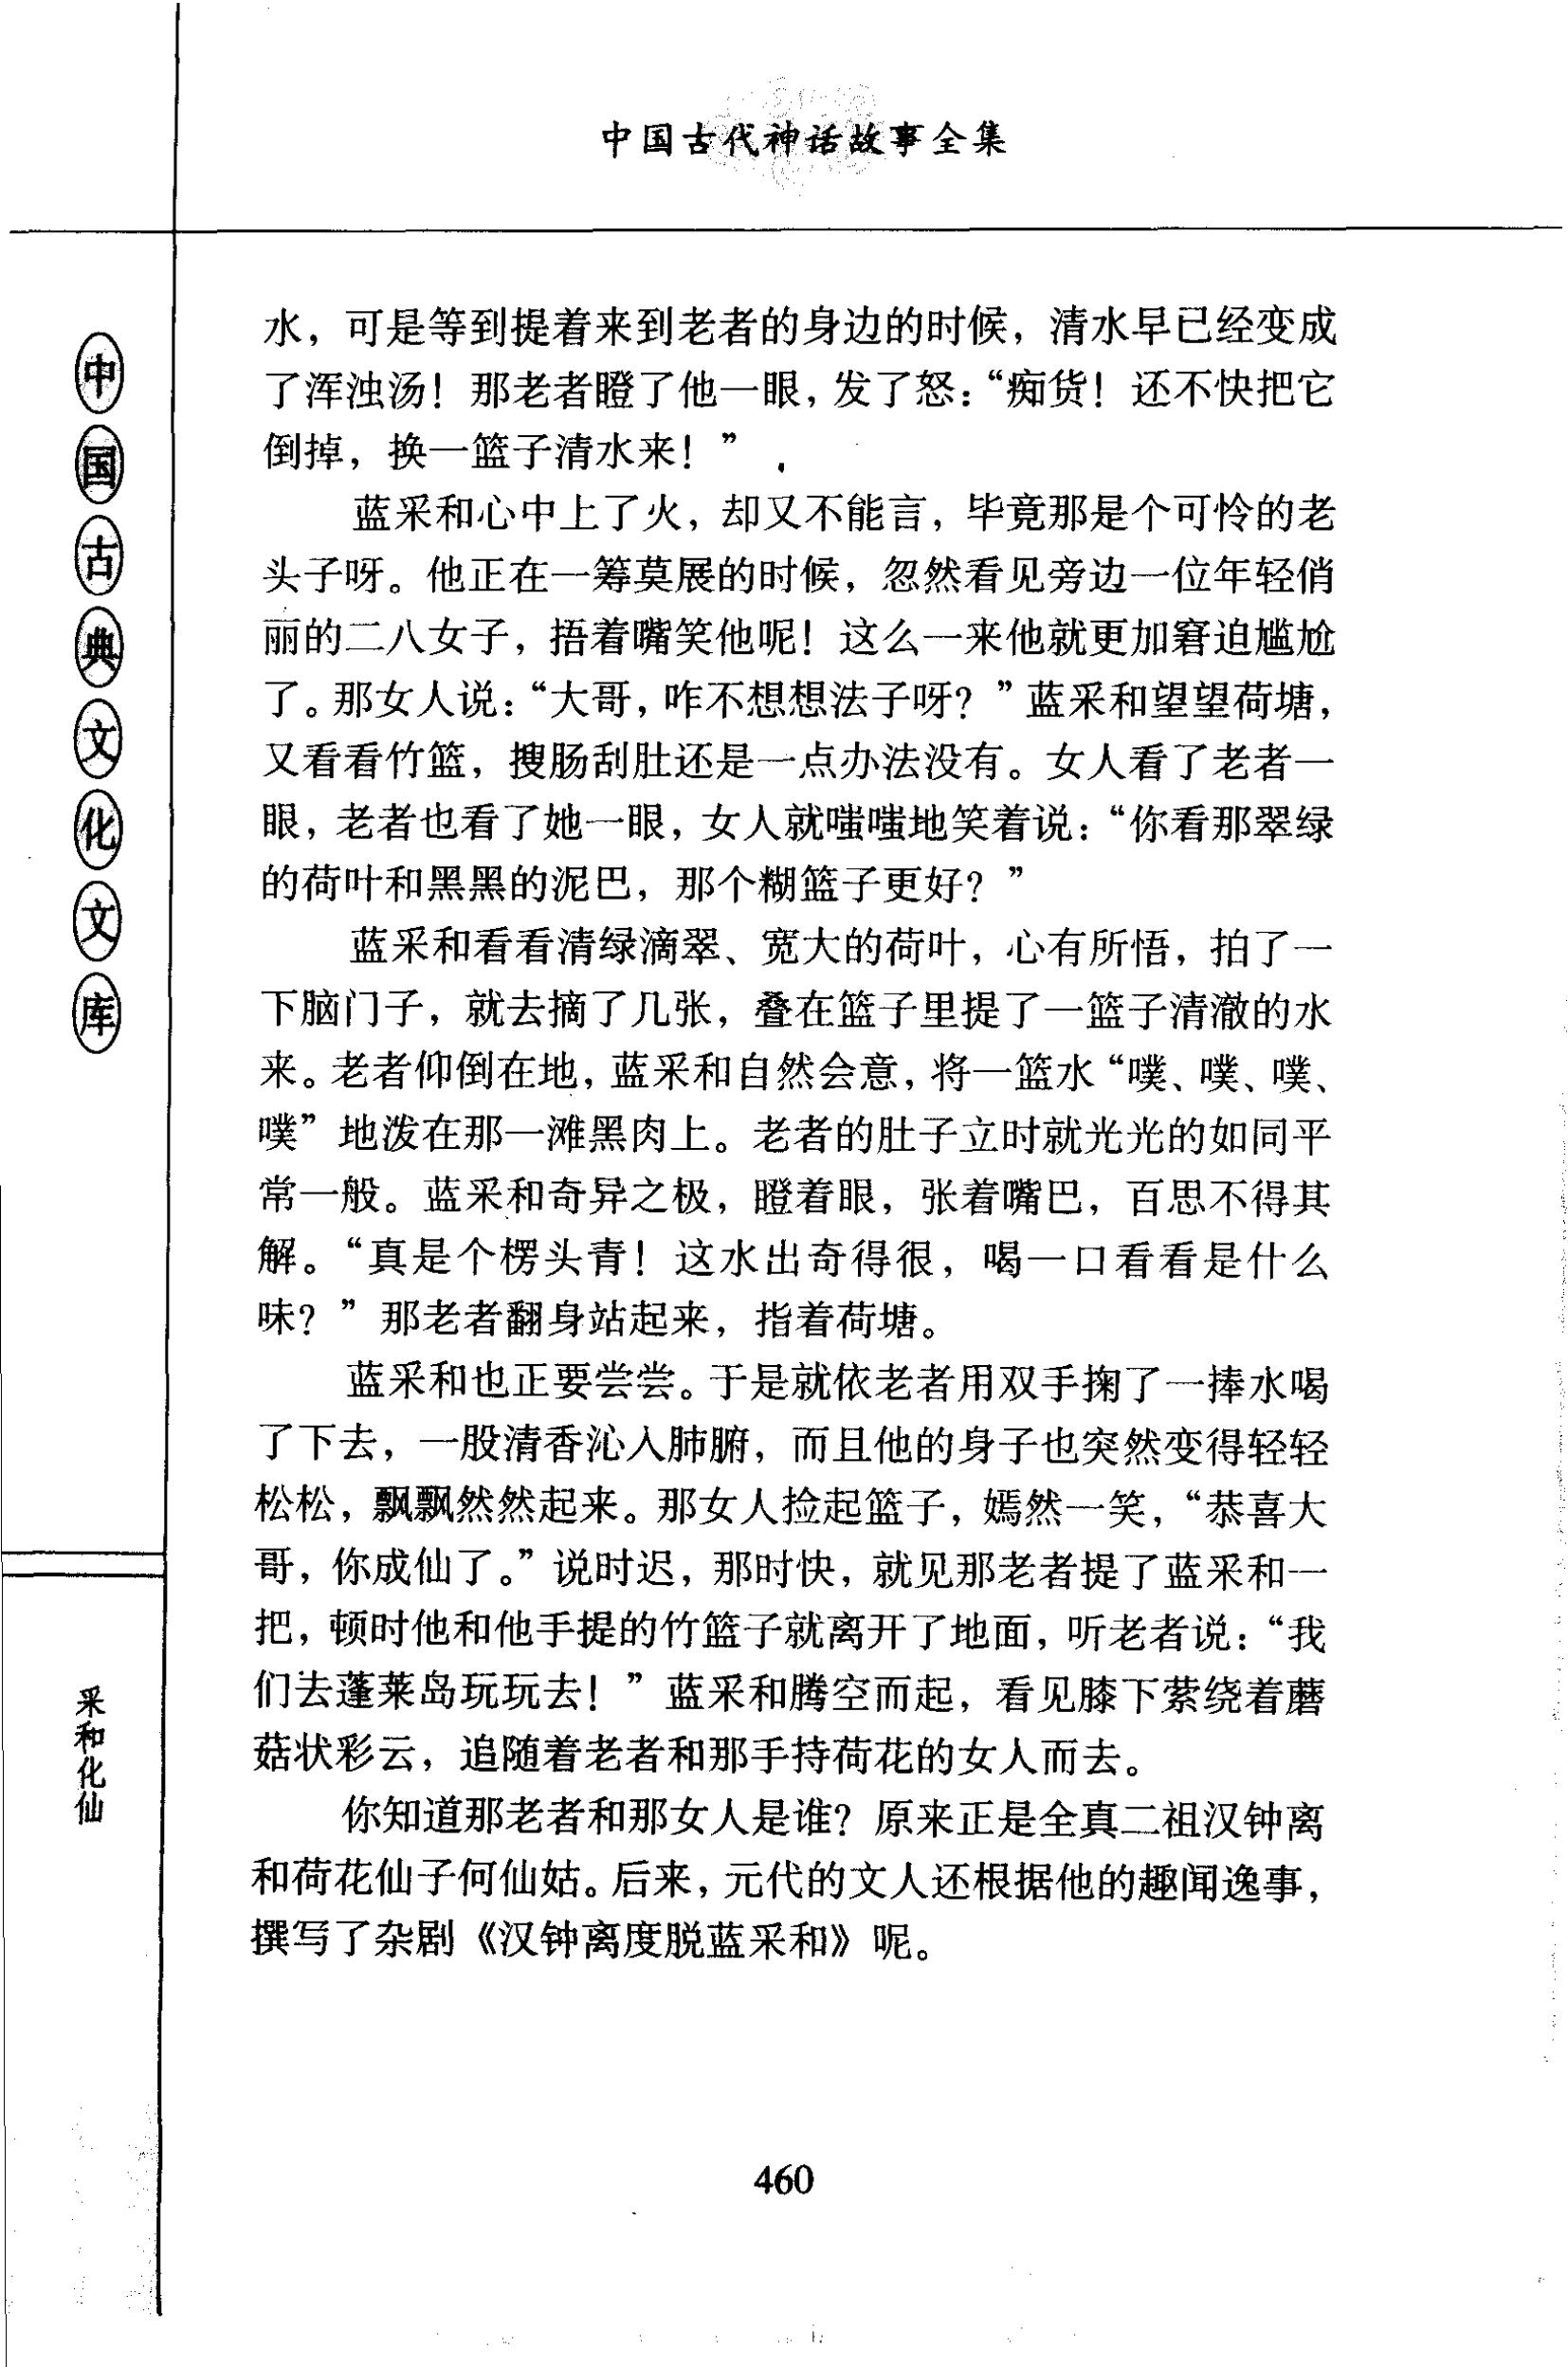 中国古代神话故事全集
中国古典文化文库
采和化仙
水，可是等到提着来到老者的身边的时候，清水早已经变成
了浑浊汤！那老者瞪了他一眼，发了怒：“痴货！还不快把它
倒掉，换一篮子清水来！”
蓝采和心中上了火，却又不能言，毕竟那是个可怜的老
头子呀。他正在一筹莫展的时候，忽然看见旁边一位年轻俏
丽的二八女子，捂着嘴笑他呢！这么一来他就更加窘迫尴尬
了。那女人说：“大哥，咋不想想法子呀？”蓝采和望望荷塘，
又看看竹篮，搜肠刮肚还是一点办法没有。女人看了老者一
眼，老者也看了她一眼，女人就嗤嗤地笑着说：“你看那翠绿
的荷叶和黑黑的泥巴，那个糊篮子更好？”
蓝采和看看清绿滴翠、宽大的荷叶，心有所悟，拍了一
下脑门子，就去摘了几张，叠在篮子里提了一篮子清澈的水
来。老者仰倒在地，蓝采和自然会意，将一篮水“噗、噗、噗、
噗”地泼在那一滩黑肉上。老者的肚子立时就光光的如同平
常一般。蓝采和奇异之极，瞪着眼，张着嘴巴，百思不得其
解。“真是个楞头青！这水出奇得很，喝一口看看是什么
味？”那老者翻身站起来，指着荷塘。
蓝采和也正要尝尝。于是就依老者用双手掬了一捧水喝
了下去，一股清香沁人肺腑，而且他的身子也突然变得轻轻
松松，飘飘然然起来。那女人捡起篮子，嫣然一笑，“恭喜大
哥，你成仙了。”说时迟，那时快，就见那老者提了蓝采和一
把，顿时他和他手提的竹篮子就离开了地面，听老者说：“我
们去蓬莱岛玩玩去！”蓝采和腾空而起，看见膝下萦绕着蘑
菇状彩云，追随着老者和那手持荷花的女人而去。
你知道那老者和那女人是谁？原来正是全真二祖汉钟离
和荷花仙子何仙姑。后来，元代的文人还根据他的趣闻逸事，
撰写了杂剧《汉钟离度脱蓝采和》呢。
460